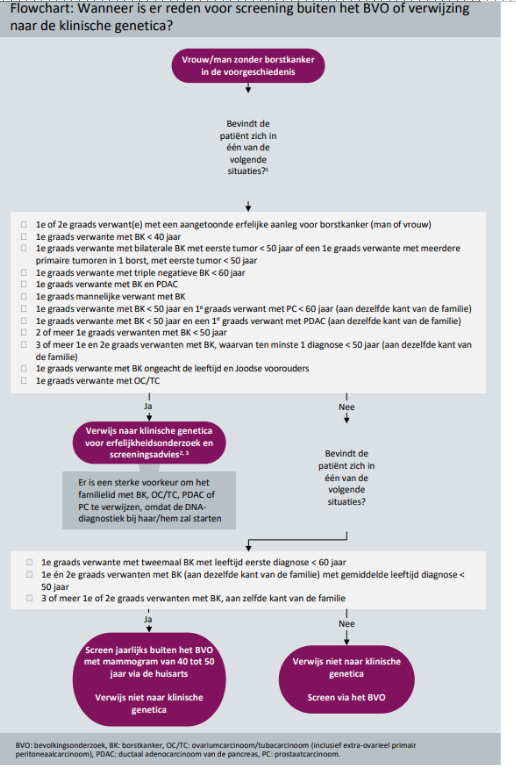 Flowchart: Wanneer is er reden voor screening buiten het BVO of verwijzing
naar de klinische genetica?
Vrouw/man zonder borstkanker
in de voorgeschiedenis
Bevindt de
patiënt zich in
één van de
volgende
situaties?¹
☐ 1e of 2e graads verwant(e) met een aangetoonde erfelijke aanleg voor borstkanker (man of vrouw)
☐ 1e graads verwante met BK < 40 jaar
☐ 1e graads verwante met bilaterale BK met eerste tumor < 50 jaar of een 1e graads verwante met meerdere
primaire tumoren in 1 borst, met eerste tumor < 50 jaar
☐ 1e graads verwante met triple negatieve BK < 60 jaar
☐ 1e graads verwante met BK en PDAC
☐ 1e graads mannelijke verwant met BK
☐ 1e graads verwante met BK < 50 jaar en 1ᵉ graads verwant met PC < 60 jaar (aan dezelfde kant van de familie)
☐ 1e graads verwante met BK < 50 jaar en een 1ᵉ graads verwant met PDAC (aan dezelfde kant van de familie)
☐ 2 of meer 1e graads verwanten met BK < 50 jaar
☐ 3 of meer 1e en 2e graads verwanten met BK, waarvan ten minste 1 diagnose < 50 jaar (aan dezelfde kant van
de familie)
☐ 1e graads verwante met BK ongeacht de leeftijd en Joodse voorouders
☐ 1e graads verwante met OC/TC
Ja
Nee
Verwijs naar klinische genetica
voor erfelijkheidsonderzoek en
screeningsadvies²˒ ³
Er is een sterke voorkeur om het
familielid met BK, OC/TC, PDAC of
PC te verwijzen, omdat de DNA-
diagnostiek bij haar/hem zal starten
Bevindt de
patiënt zich in
één van de
volgende
situaties?
☐ 1e graads verwante met tweemaal BK met leeftijd eerste diagnose < 60 jaar
☐ 1e én 2e graads verwanten met BK (aan dezelfde kant van de familie) met gemiddelde leeftijd diagnose <
50 jaar
☐ 3 of meer 1e of 2e graads verwanten met BK, aan zelfde kant van de familie
Ja
Nee
Screen jaarlijks buiten het BVO
met mammogram van 40 tot 50
jaar via de huisarts
Verwijs niet naar klinische
genetica
Verwijs niet naar klinische
genetica
Screen via het BVO
BVO: bevolkingsonderzoek, BK: borstkanker, OC/TC: ovariumcarcinoom/tubacarcinoom (inclusief extra-ovarieel primair
peritoneaalcarcinoom), PDAC: ductaal adenocarcinoom van de pancreas, PC: prostaatcarcinoom.